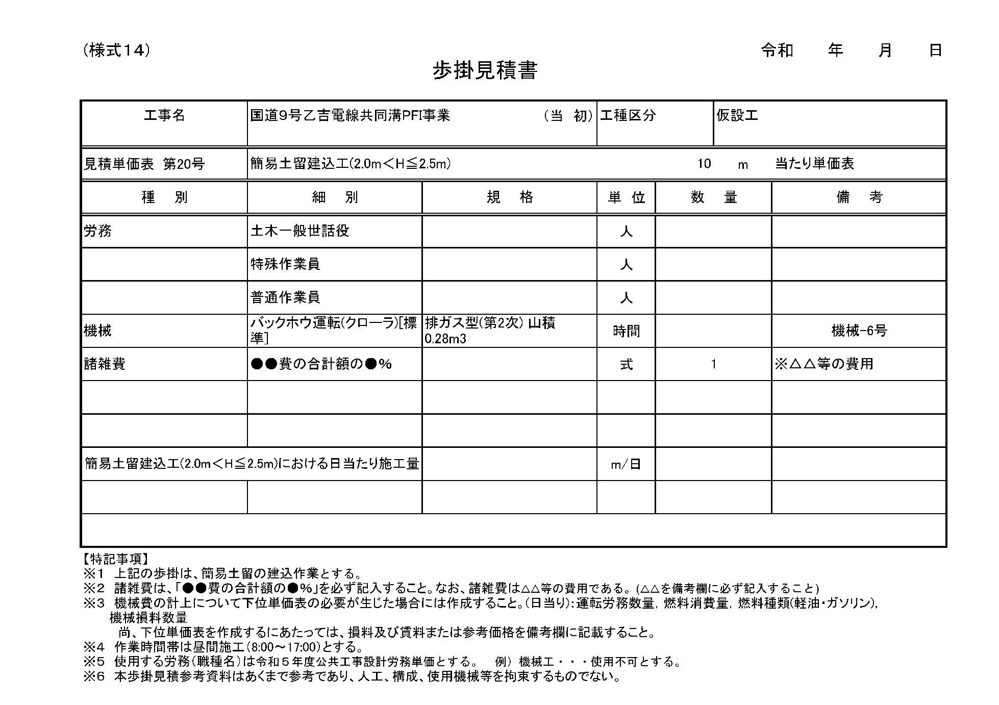 (様式14) 令和 年 月 日
歩掛見積書
工事名 国道9号乙吉電線共同溝PFI事業 (当 初) 工種区分 仮設工
見積単価表 第20号 簡易土留建込工(2.0m＜H≦2.5m) 10 m 当たり単価表
種 別 細 別 規 格 単 位 数 量 備 考
労務 土木一般世話役 人
特殊作業員 人
普通作業員 人
機械 バックホウ運転(クローラ)[標準] 排ガス型(第2次) 山積0.28m3 時間 機械-6号
諸雑費 ●●費の合計額の●% 式 1 ※△△等の費用
簡易土留建込工(2.0m＜H≦2.5m)における日当たり施工量 m/日
【特記事項】
※1 上記の歩掛は、簡易土留の建込作業とする。
※2 諸雑費は、「●●費の合計額の●%」を必ず記入すること。なお、諸雑費は△△等の費用である。(△△を備考欄に必ず記入すること)
※3 機械費の計上について下位単価表の必要が生じた場合には作成すること。(日当り)：運転労務数量, 燃料消費量, 燃料種類(軽油・ガソリン),
機械損料数量
尚、下位単価表を作成するにあたっては、損料及び賃料または参考価格を備考欄に記載すること。
※4 作業時間帯は昼間施工(8:00～17:00)とする。
※5 使用する労務(職種名)は令和５年度公共工事設計労務単価とする。 例) 機械工・・・使用不可とする。
※6 本歩掛見積参考資料はあくまで参考であり、人工、構成、使用機械等を拘束するものでない。